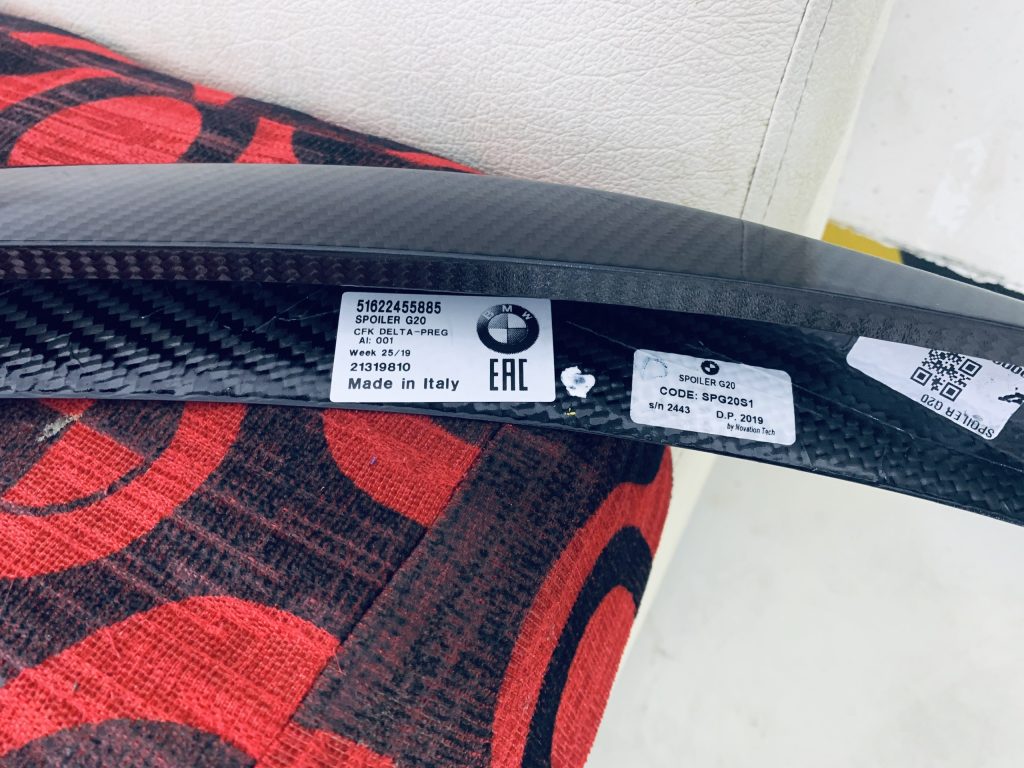 51622455885
SPOILER G20
CFK DELTA-PREG
AI: 001
Week 25/19
21319810
Made in Italy
BMW
EAC
SPOILER G20
CODE: SPG20S1
s/n 2443 D.P. 2019
by Novation Tech
SPOILER G20